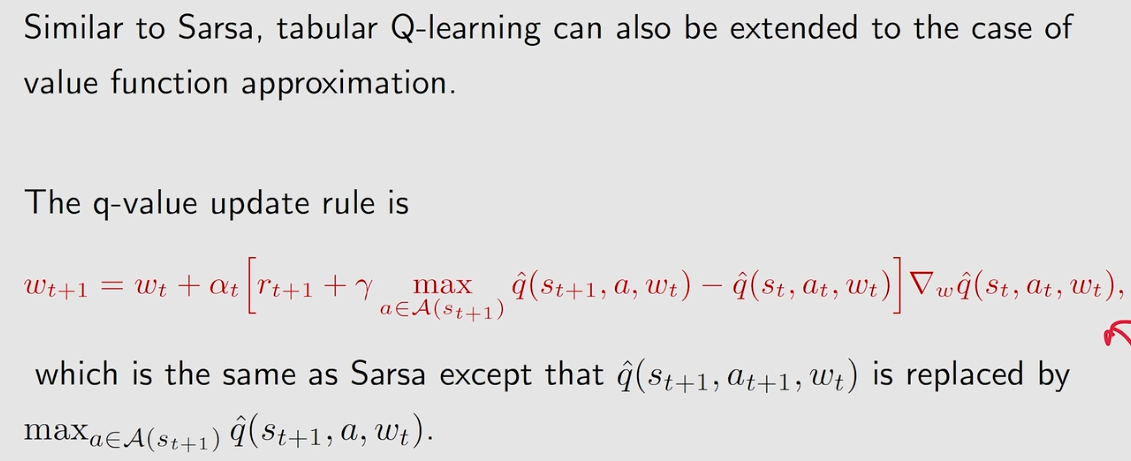 Similar to Sarsa, tabular Q-learning can also be extended to the case of
value function approximation.
The q-value update rule is
$w_{t+1} = w_t + \alpha_t \left[ r_{t+1} + \gamma \max_{a \in \mathcal{A}(s_{t+1})} \hat{q}(s_{t+1}, a, w_t) - \hat{q}(s_t, a_t, w_t) \right] \nabla_w \hat{q}(s_t, a_t, w_t),$
which is the same as Sarsa except that $\hat{q}(s_{t+1}, a_{t+1}, w_t)$ is replaced by
$\max_{a \in \mathcal{A}(s_{t+1})} \hat{q}(s_{t+1}, a, w_t).$